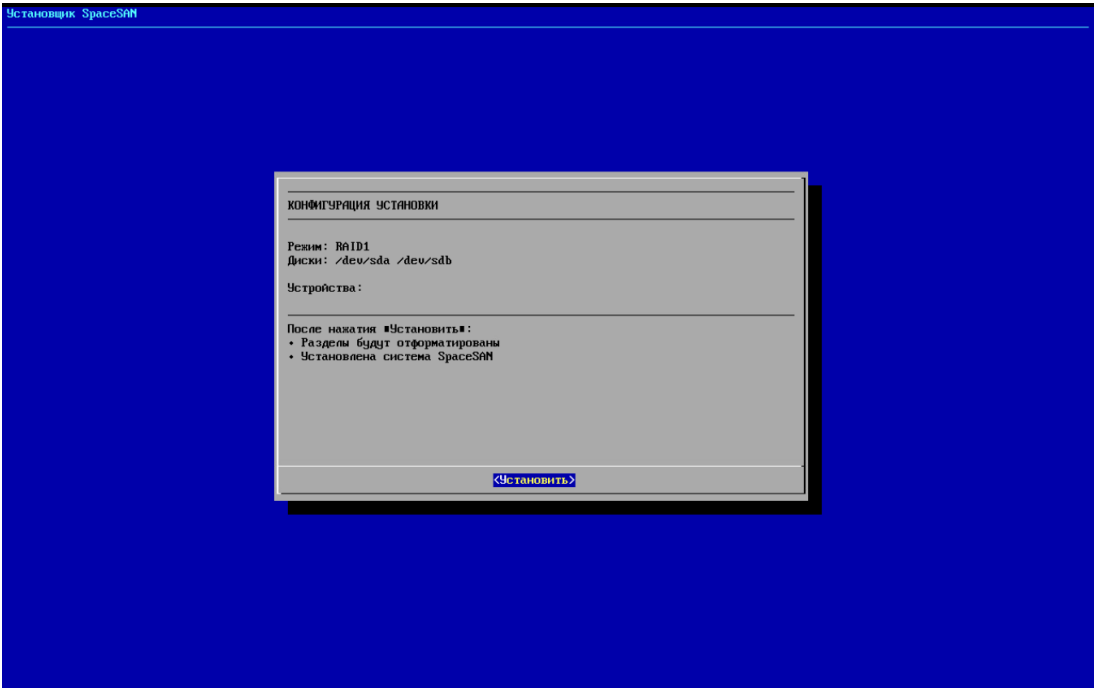 Установщик SpaceSAN
КОНФИГУРАЦИЯ УСТАНОВКИ
Режим: RAID1
Диски: /dev/sda /dev/sdb
Устройства:
После нажатия ■Установить■:
• Разделы будут отформатированы
• Установлена система SpaceSAN
<Установить>